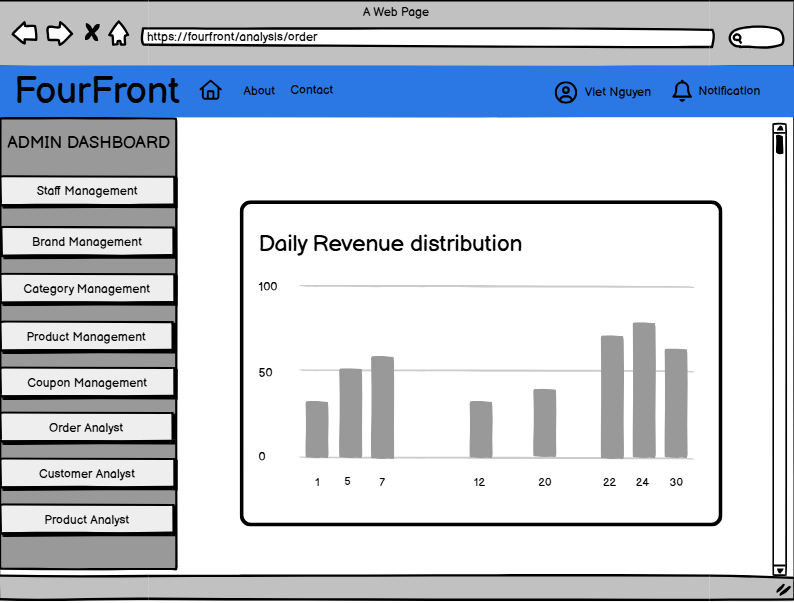 A Web Page
https://fourfront/analysis/order
FourFront
About
Contact
Viet Nguyen
Notification
ADMIN DASHBOARD
Staff Management
Brand Management
Category Management
Product Management
Coupon Management
Order Analyst
Customer Analyst
Product Analyst
Daily Revenue distribution
100
50
0
1 5 7 12 20 22 24 30